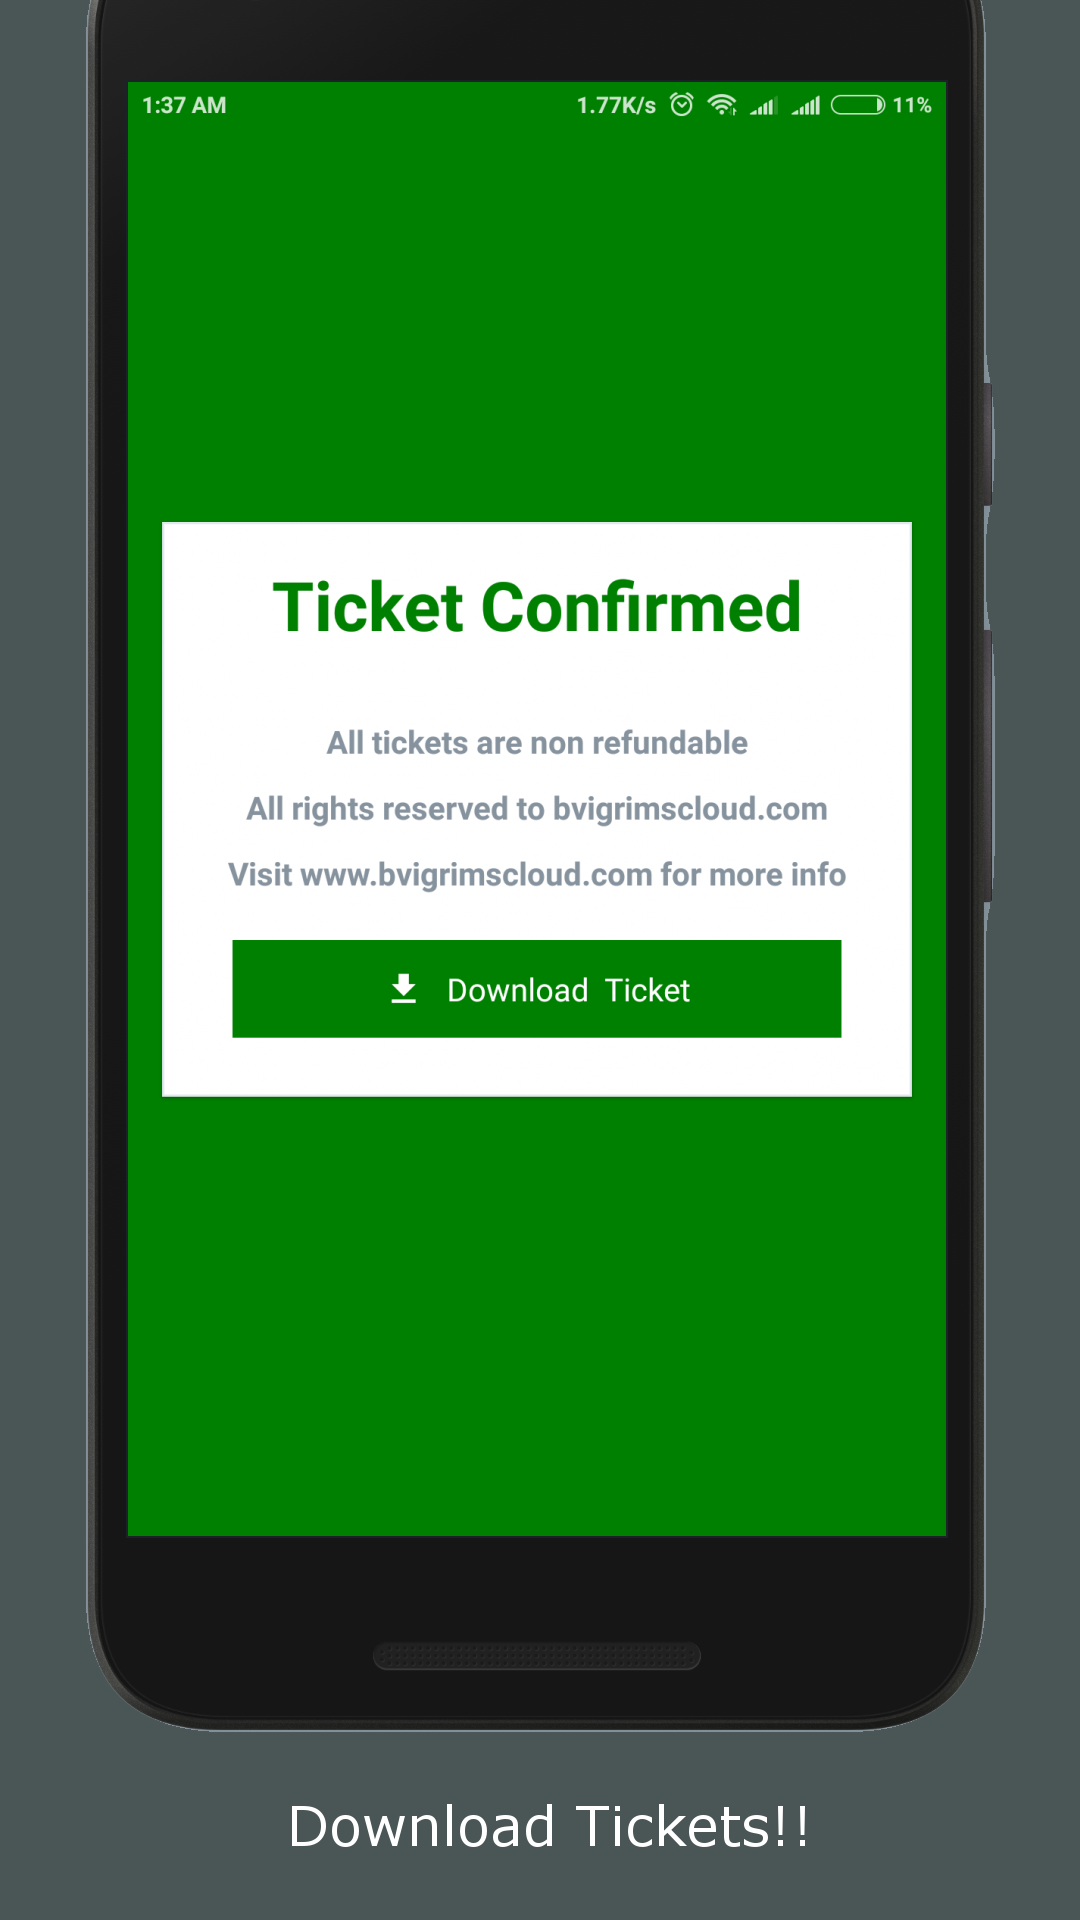 1:37 AM 1.77K/s 11%
Ticket Confirmed
All tickets are non refundable
All rights reserved to bvigrimscloud.com
Visit www.bvigrimscloud.com for more info
Download Ticket
Download Tickets!!